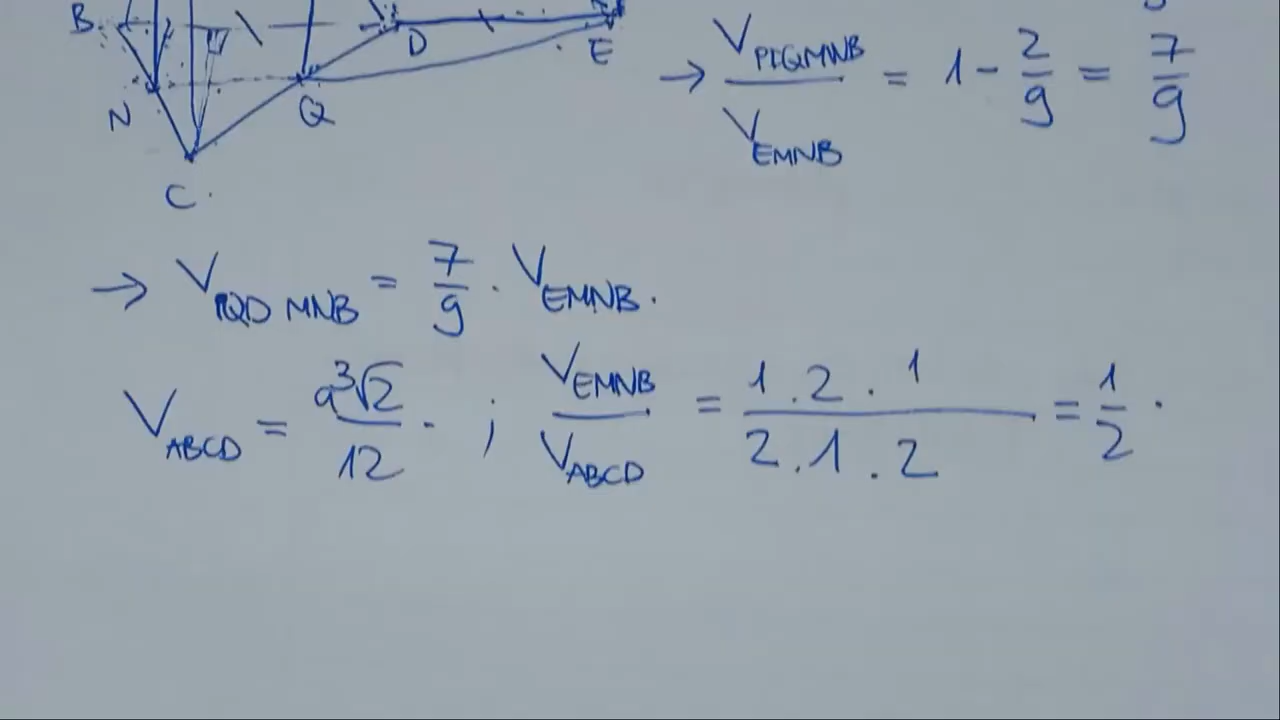 B
D
E
N
Q
C.
→ V_PIQMNB / V_EMNB = 1 - 2/9 = 7/9
→ V_PQD MNB = 7/9 . V_EMNB.
V_ABCD = a³√2 / 12 . ; V_EMNB / V_ABCD = 1.2.1 / 2.1.2 = 1/2 .